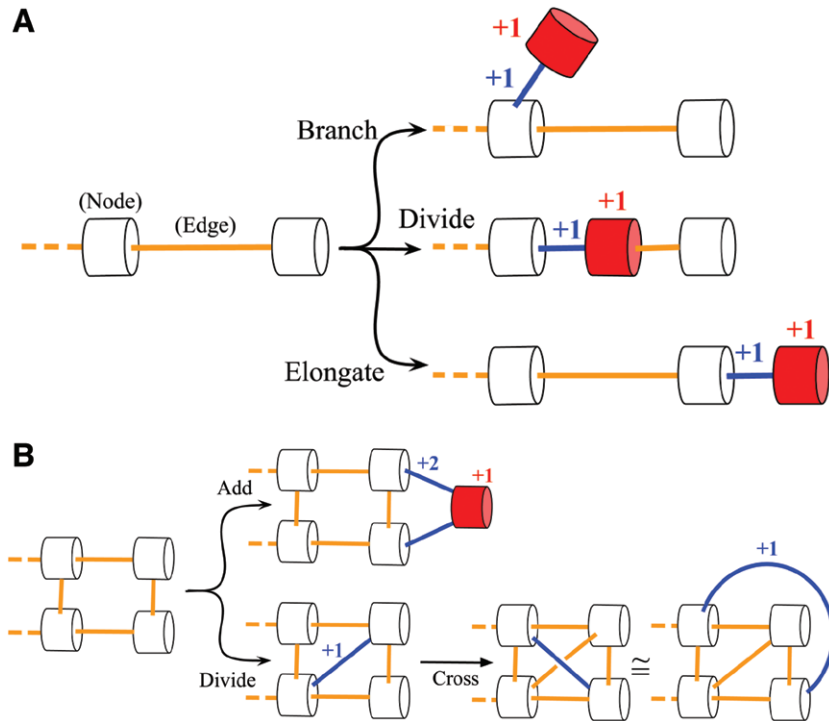 A
+1
+1
Branch
(Node)
(Edge)
Divide
+1
+1
Elongate
+1
+1
B
Add
+2
+1
Divide
+1
Cross
≅
+1